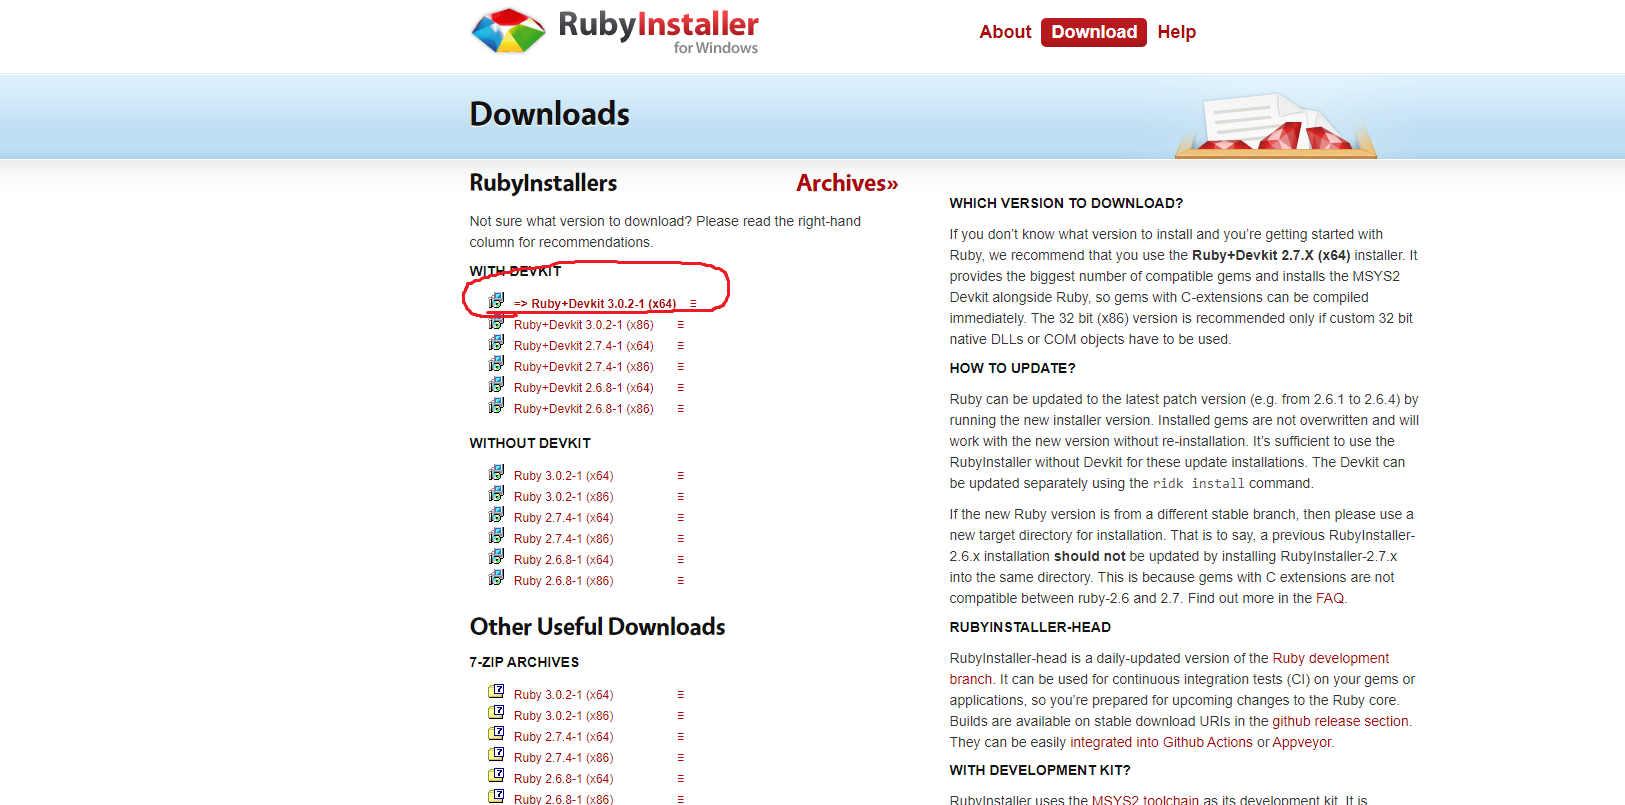 RubyInstaller
for Windows
About Download Help
Downloads
RubyInstallers
Archives»
Not sure what version to download? Please read the right-hand
column for recommendations.
WITH DEVKIT
=> Ruby+Devkit 3.0.2-1 (x64)
Ruby+Devkit 3.0.2-1 (x86)
Ruby+Devkit 2.7.4-1 (x64)
Ruby+Devkit 2.7.4-1 (x86)
Ruby+Devkit 2.6.8-1 (x64)
Ruby+Devkit 2.6.8-1 (x86)
WITHOUT DEVKIT
Ruby 3.0.2-1 (x64)
Ruby 3.0.2-1 (x86)
Ruby 2.7.4-1 (x64)
Ruby 2.7.4-1 (x86)
Ruby 2.6.8-1 (x64)
Ruby 2.6.8-1 (x86)
Other Useful Downloads
7-ZIP ARCHIVES
Ruby 3.0.2-1 (x64)
Ruby 3.0.2-1 (x86)
Ruby 2.7.4-1 (x64)
Ruby 2.7.4-1 (x86)
Ruby 2.6.8-1 (x64)
Ruby 2.6.8-1 (x86)
WHICH VERSION TO DOWNLOAD?
If you don’t know what version to install and you’re getting started with
Ruby, we recommend that you use the Ruby+Devkit 2.7.X (x64) installer. It
provides the biggest number of compatible gems and installs the MSYS2
Devkit alongside Ruby, so gems with C-extensions can be compiled
immediately. The 32 bit (x86) version is recommended only if custom 32 bit
native DLLs or COM objects have to be used.
HOW TO UPDATE?
Ruby can be updated to the latest patch version (e.g. from 2.6.1 to 2.6.4) by
running the new installer version. Installed gems are not overwritten and will
work with the new version without re-installation. It’s sufficient to use the
RubyInstaller without Devkit for these update installations. The Devkit can
be updated separately using the ridk install command.
If the new Ruby version is from a different stable branch, then please use a
new target directory for installation. That is to say, a previous RubyInstaller-
2.6.x installation should not be updated by installing RubyInstaller-2.7.x
into the same directory. This is because gems with C extensions are not
compatible between ruby-2.6 and 2.7. Find out more in the FAQ.
RUBYINSTALLER-HEAD
RubyInstaller-head is a daily-updated version of the Ruby development
branch. It can be used for continuous integration tests (CI) on your gems or
applications, so you’re prepared for upcoming changes to the Ruby core.
Builds are available on stable download URIs in the github release section.
They can be easily integrated into Github Actions or Appveyor.
WITH DEVELOPMENT KIT?
RubyInstaller uses the MSYS2 toolchain as its development kit. It is